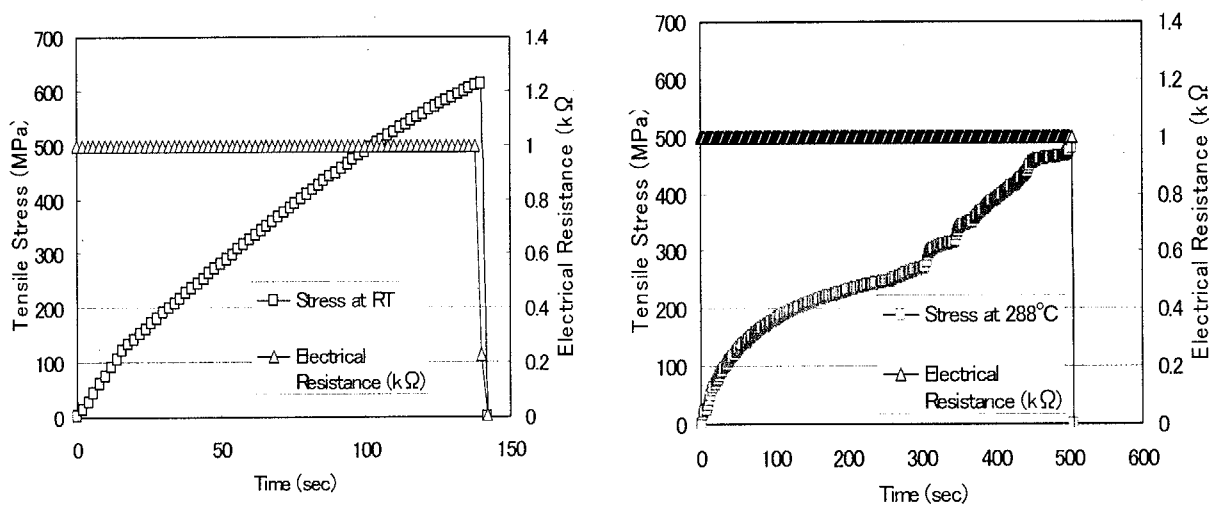 700
600
500
400
300
200
100
0
Tensile Stress (MPa)
1.4
1.2
1
0.8
0.6
0.4
0.2
0
Electrical Resistance (kΩ
Stress at RT
Electrical
Resistance (kΩ)
0 50 100 150
Time (sec)
700
600
500
400
300
200
100
0
Tensile Stress (MPa)
1.4
1.2
1
0.8
0.6
0.4
0.2
0
Electrical Resistance (kΩ
Stress at 288°C
Electrical
Resistance (kΩ)
0 100 200 300 400 500 600
Time (sec)